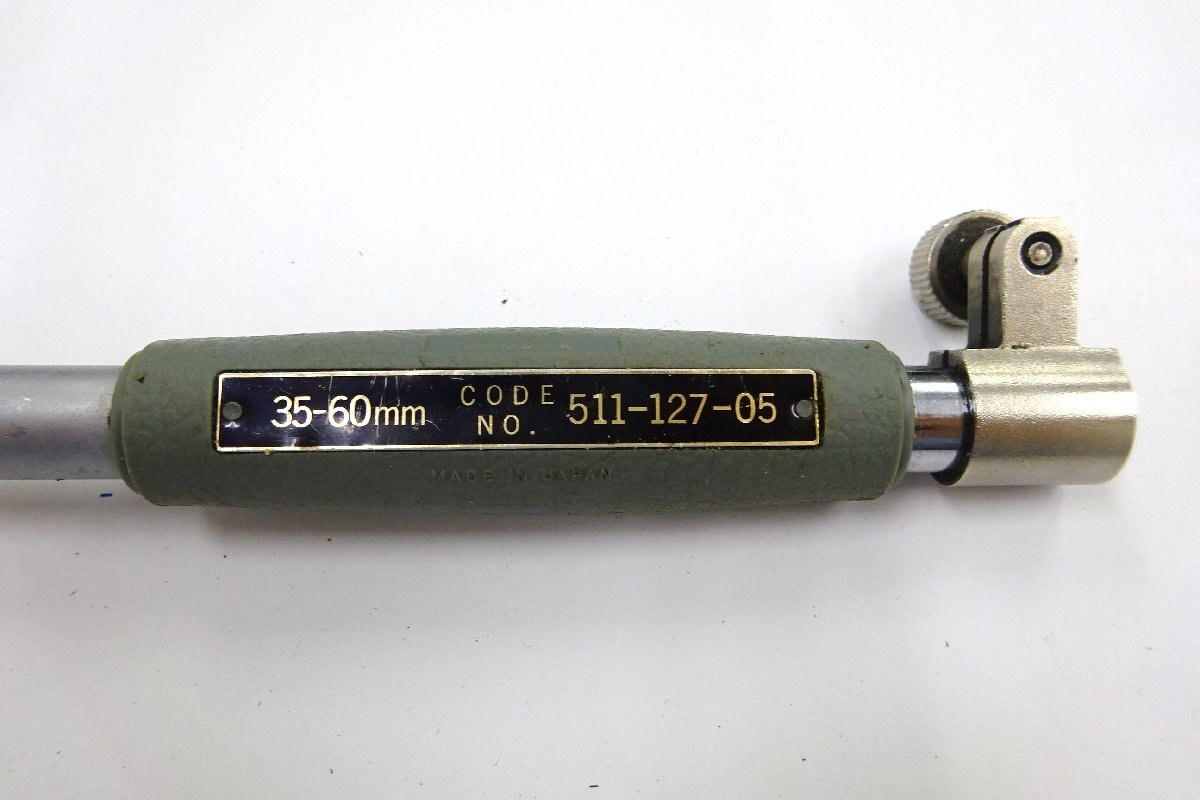 35-60mm CODE NO. 511-127-05
MADE IN JAPAN